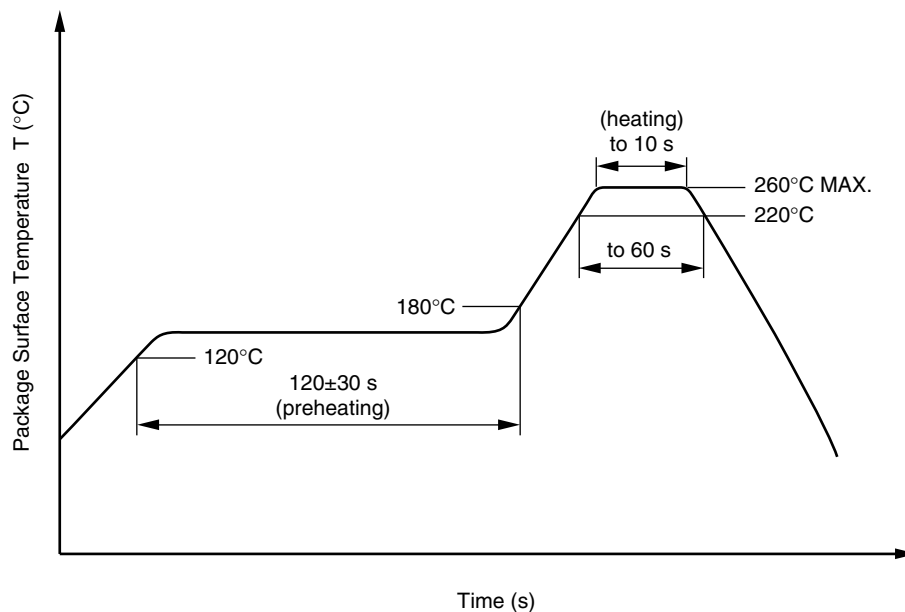 Package Surface Temperature T (°C)
(heating)
to 10 s
260°C MAX.
220°C
to 60 s
180°C
120°C
120±30 s
(preheating)
Time (s)